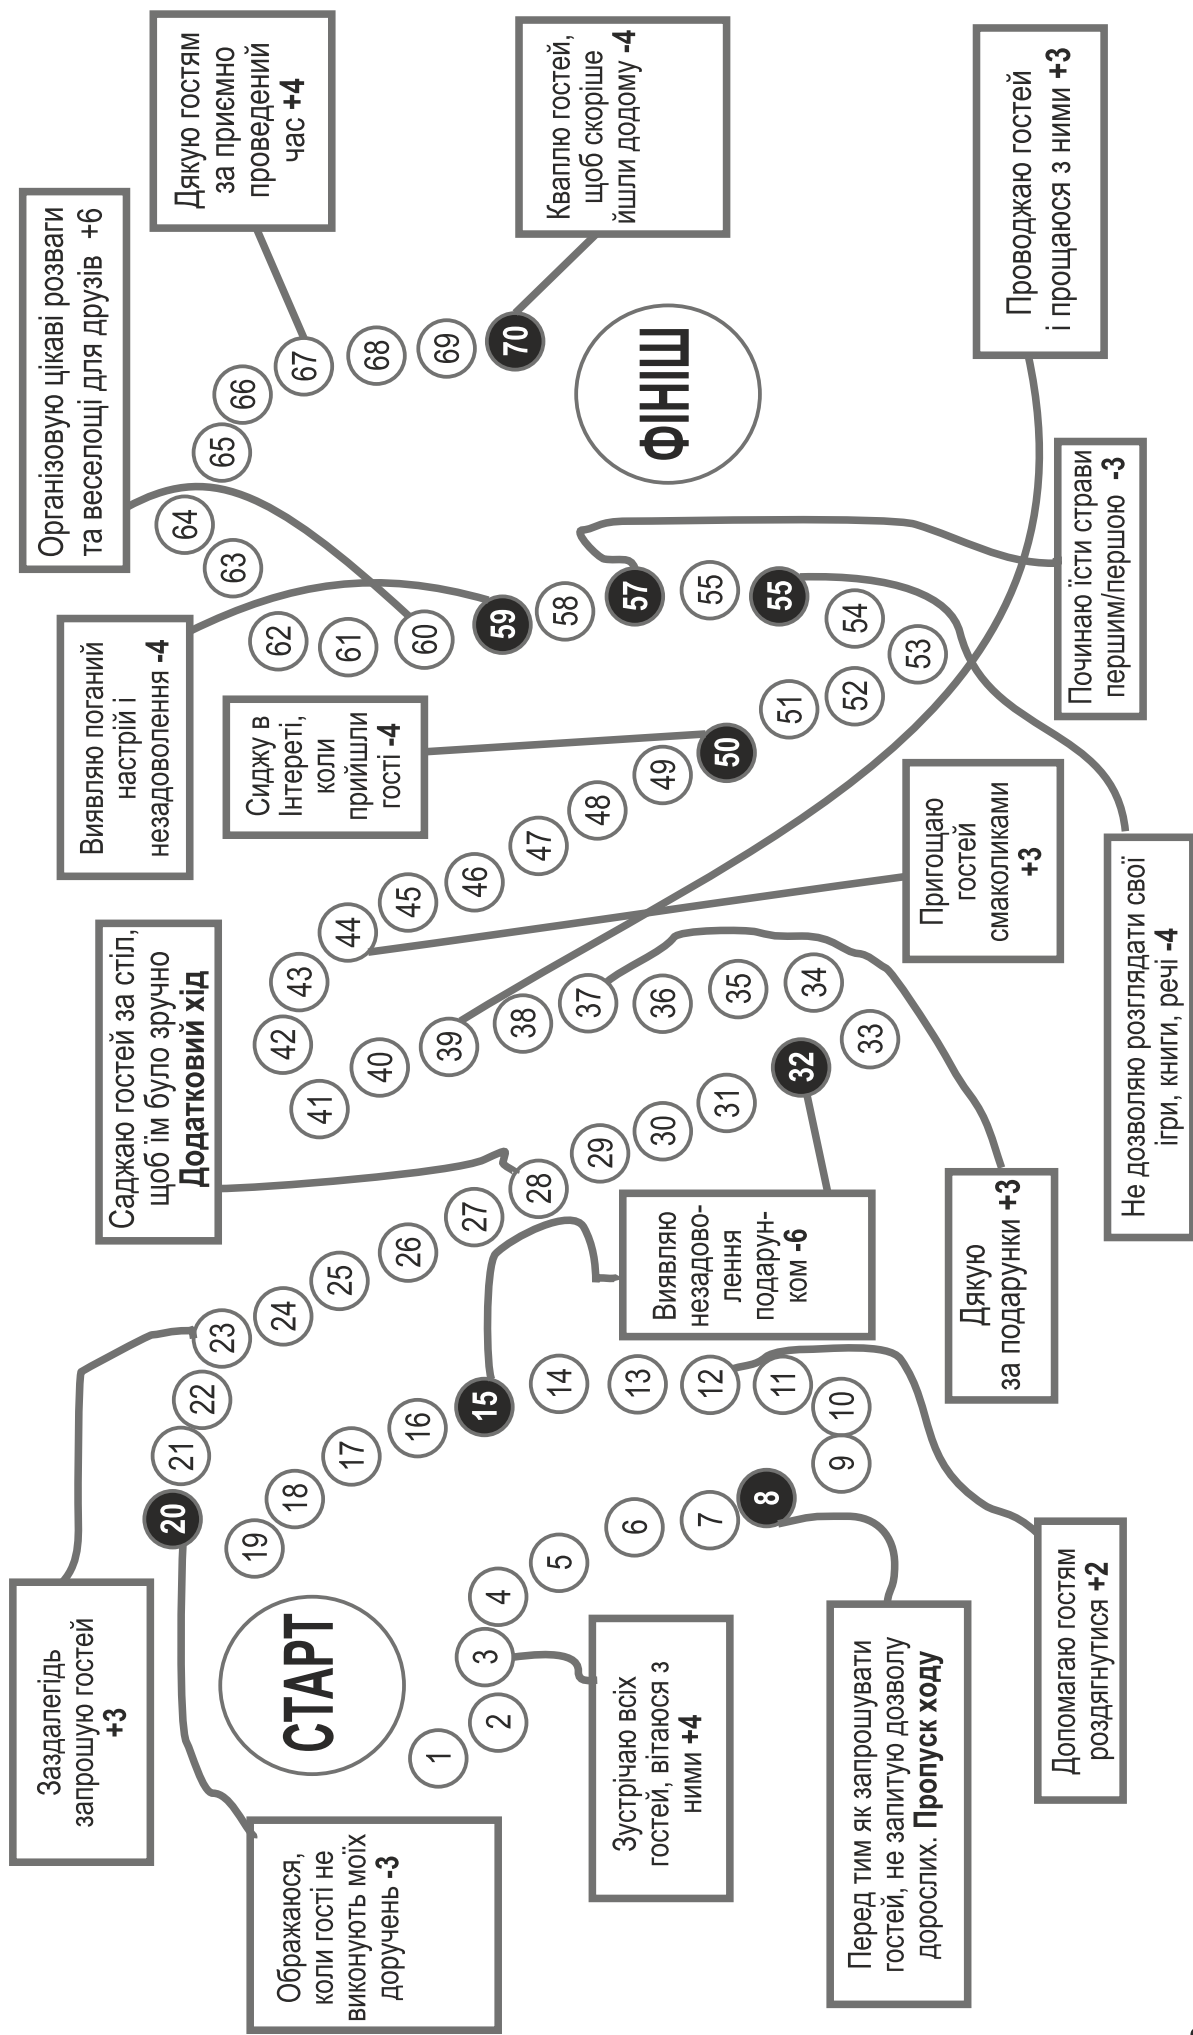 Заздалегідь
запрошую гостей
+3
Саджаю гостей за стіл,
щоб їм було зручно
Додатковий хід
Виявляю поганий
настрій і
незадоволення -4
Організовую цікаві розваги
та веселощі для друзів +6
Дякую гостям
за приємно
проведений
час +4
Ображаюся,
коли гості не
виконують моїх
доручень -3
Сиджу в
Інтереті,
коли
прийшли
гості -4
Кваплю гостей,
щоб скоріше
йшли додому -4
СТАРТ
1
2
3
4
5
6
7
8
9
10
11
12
13
14
15
16
17
18
19
20
21
22
23
24
25
26
27
28
29
30
31
32
33
34
35
36
37
38
39
40
41
42
43
44
45
46
47
48
49
50
51
52
53
54
55
55
57
58
59
60
61
62
63
64
65
66
67
68
69
70
ФІНІШ
Зустрічаю всіх
гостей, вітаюся з
ними +4
Виявляю
незадово-
лення
подарун-
ком -6
Перед тим як запрошувати
гостей, не запитую дозволу
дорослих. Пропуск ходу
Допомагаю гостям
роздягнутися +2
Дякую
за подарунки +3
Пригощаю
гостей
смаколиками
+3
Не дозволяю розглядати свої
ігри, книги, речі -4
Починаю їсти страви
першим/першою -3
Проводжаю гостей
і прощаюся з ними +3